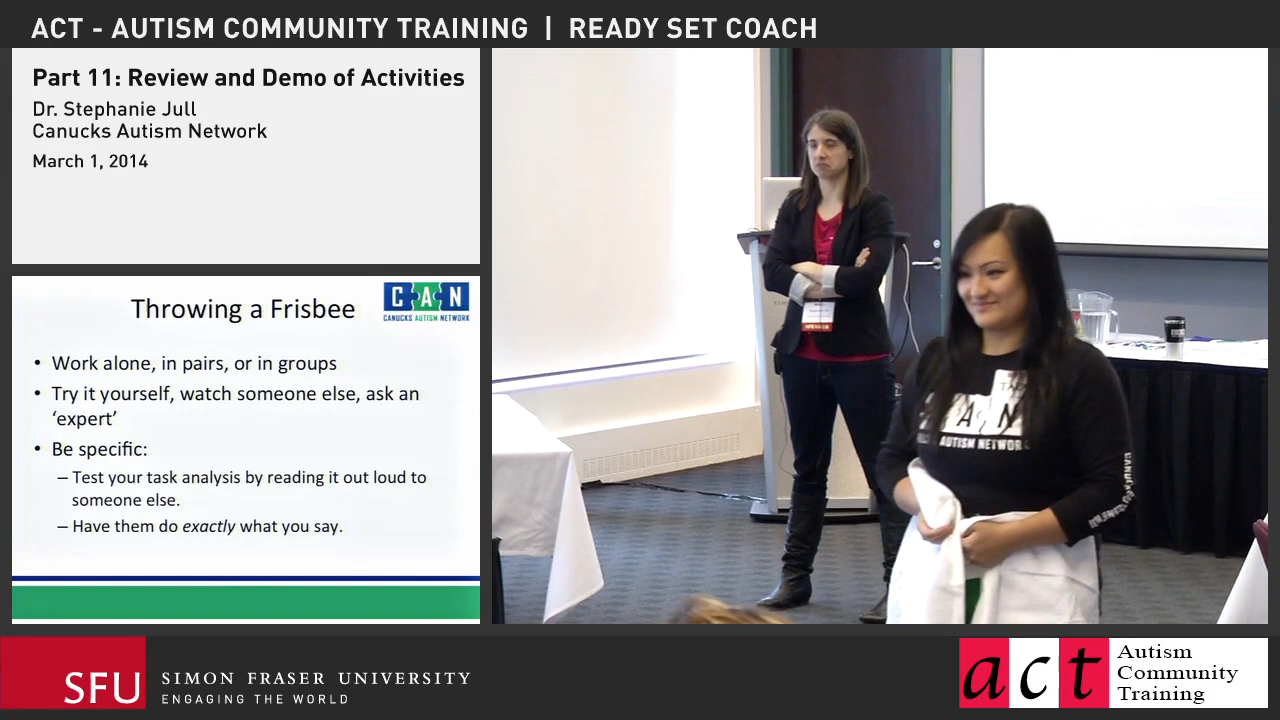 ACT - AUTISM COMMUNITY TRAINING | READY SET COACH
Part 11: Review and Demo of Activities
Dr. Stephanie Jull
Canucks Autism Network
March 1, 2014
Throwing a Frisbee
CAN
CANUCKS AUTISM NETWORK
• Work alone, in pairs, or in groups
• Try it yourself, watch someone else, ask an
‘expert’
• Be specific:
– Test your task analysis by reading it out loud to
someone else.
– Have them do exactly what you say.
AN
AUTISM NETWORK
SFU
SIMON FRASER UNIVERSITY
ENGAGING THE WORLD
act
Autism
Community
Training